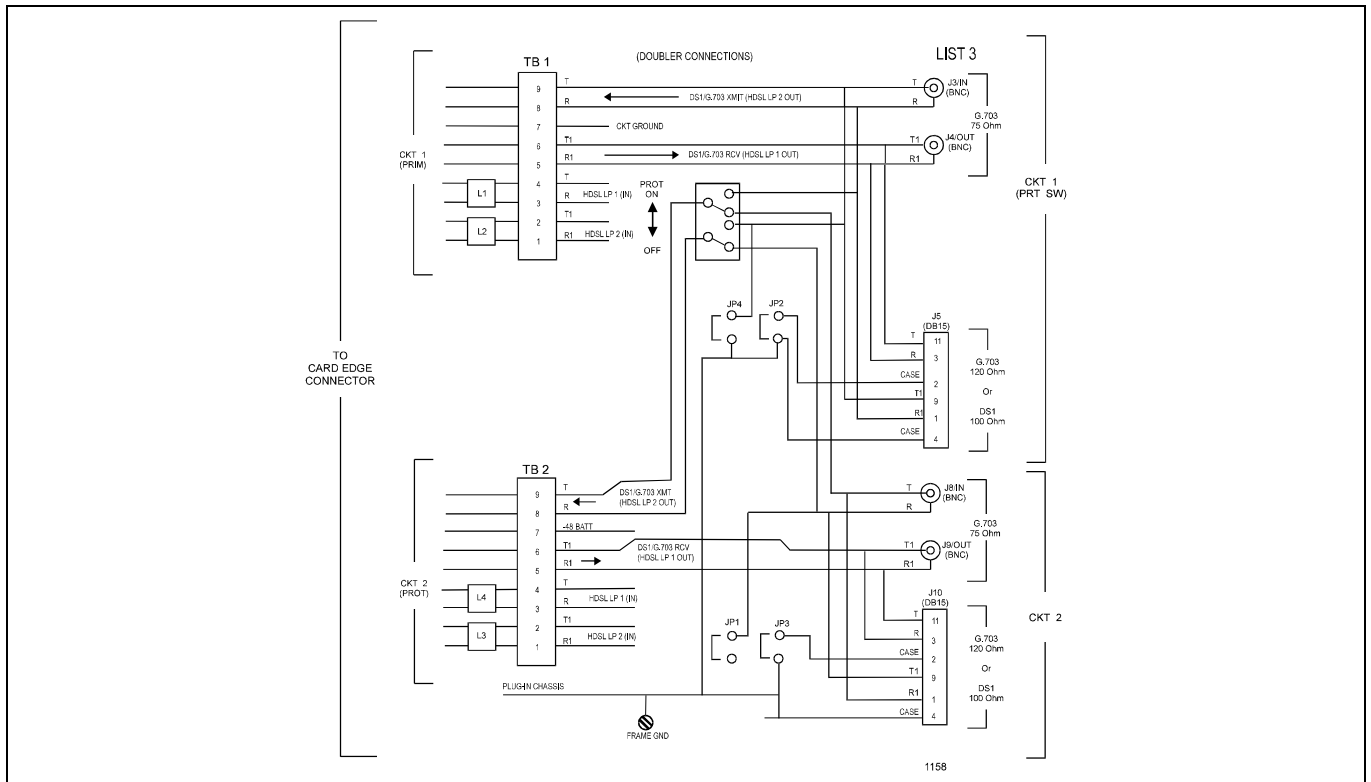 LIST 3
(DOUBLER CONNECTIONS)
TB 1
T
9
DS1/G.703 XMIT (HDSL LP 2 OUT)
R
8
7
CKT GROUND
T1
6
DS1/G.703 RCV (HDSL LP 1 OUT)
R1
5
T
4
HDSL LP 1 (IN)
R
3
T1
2
HDSL LP 2 (IN)
R1
1
CKT 1
(PRIM)
L1
L2
PROT
ON
OFF
T
R
J3/IN
(BNC)
T1
R1
J4/OUT
(BNC)
G.703
75 Ohm
CKT 1
(PRT SW)
JP4
JP2
J5
(DB15)
T
11
R
3
CASE
2
T1
9
R1
1
CASE
4
G.703
120 Ohm
Or
DS1
100 Ohm
TO
CARD EDGE
CONNECTOR
TB 2
T
9
DS1/G.703 XMT
(HDSL LP 2 OUT)
R
8
-48 BATT
7
T1
6
DS1/G.703 RCV
(HDSL LP 1 OUT)
R1
5
T
4
HDSL LP 1 (IN)
R
3
T1
2
HDSL LP 2 (IN)
R1
1
CKT 2
(PROT)
L4
L3
T
R
J8/IN
(BNC)
T1
R1
J9/OUT
(BNC)
G.703
75 Ohm
CKT 2
JP1
JP3
J10
(DB15)
T
11
R
3
CASE
2
T1
9
R1
1
CASE
4
G.703
120 Ohm
Or
DS1
100 Ohm
PLUG-IN CHASSIS
FRAME GND
1158